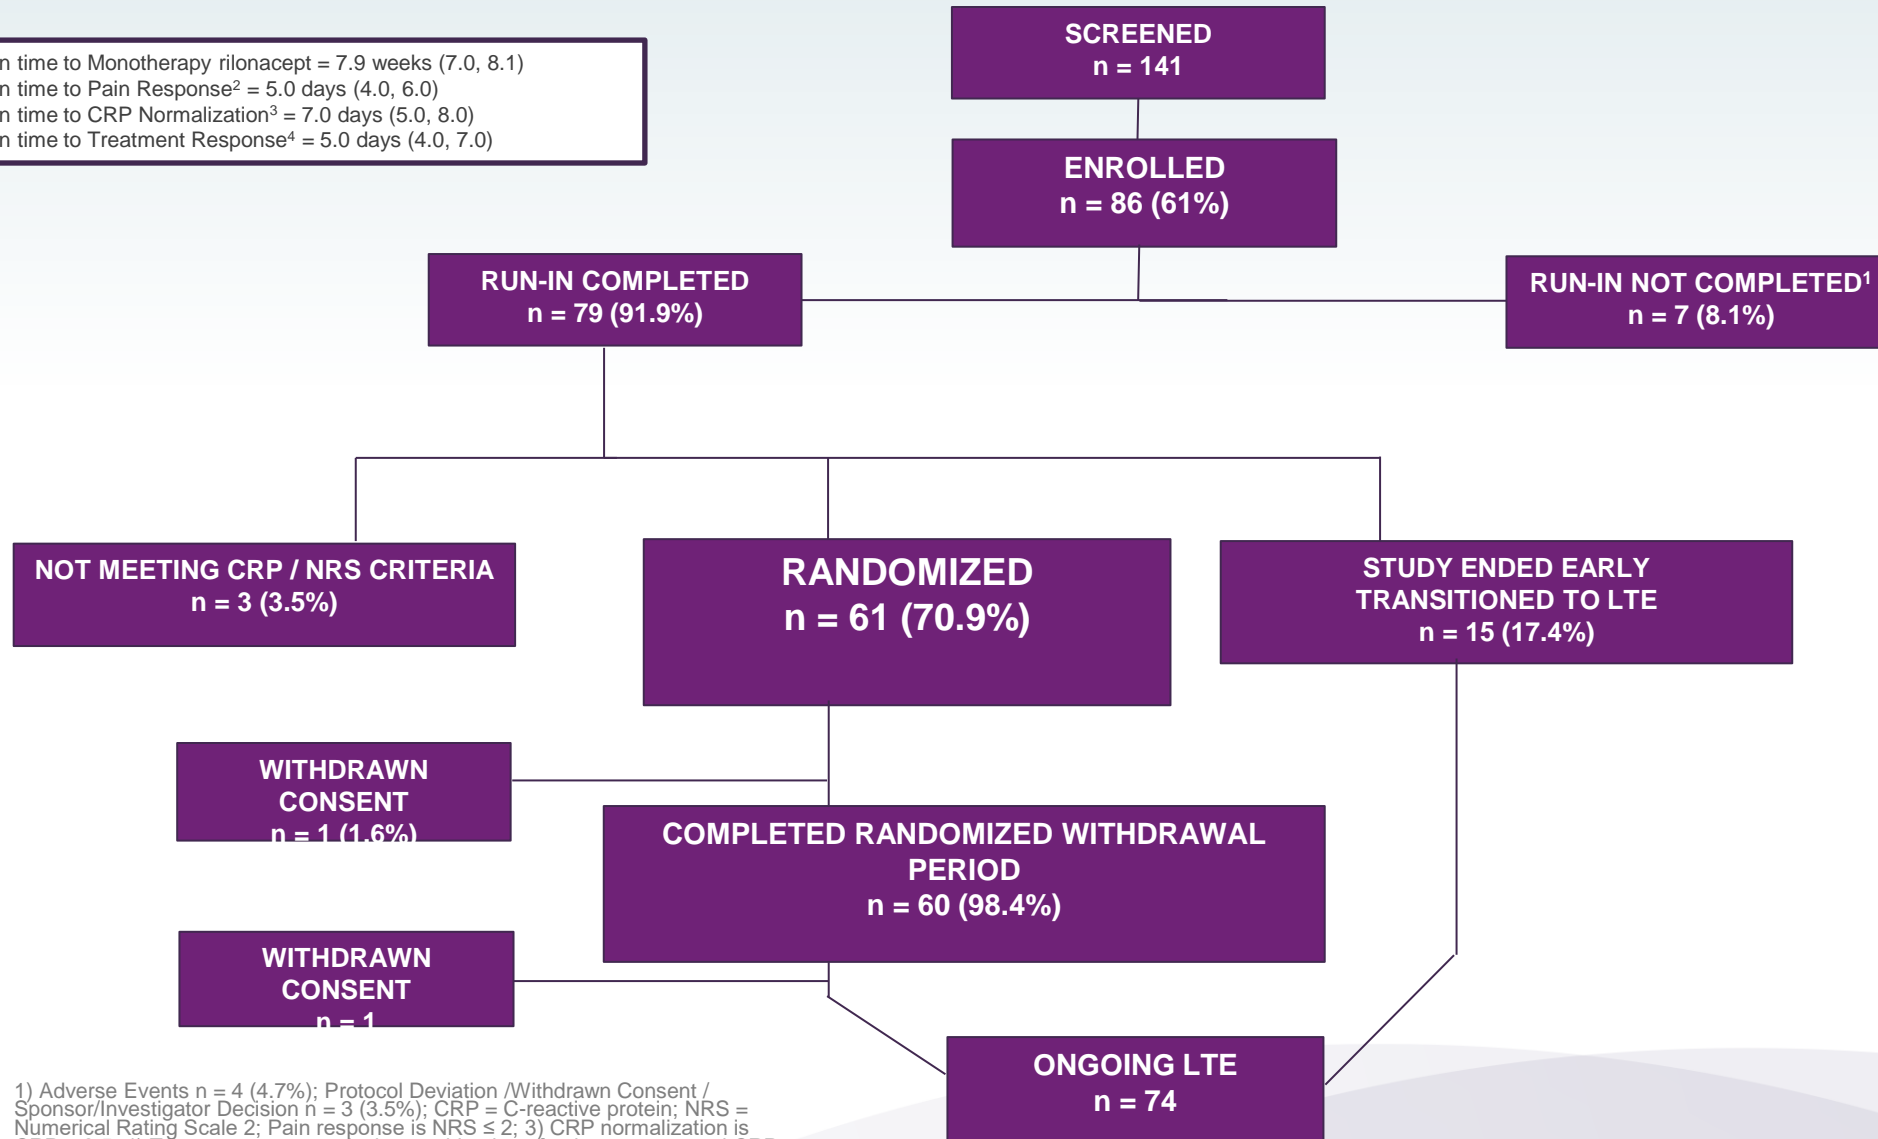 SCREENED
n = 141
n time to Monotherapy rilonacept = 7.9 weeks (7.0, 8.1)
n time to Pain Response² = 5.0 days (4.0, 6.0)
n time to CRP Normalization³ = 7.0 days (5.0, 8.0)
n time to Treatment Response⁴ = 5.0 days (4.0, 7.0)
ENROLLED
n = 86 (61%)
RUN-IN COMPLETED
n = 79 (91.9%)
RUN-IN NOT COMPLETED¹
n = 7 (8.1%)
NOT MEETING CRP / NRS CRITERIA
n = 3 (3.5%)
RANDOMIZED
n = 61 (70.9%)
STUDY ENDED EARLY
TRANSITIONED TO LTE
n = 15 (17.4%)
WITHDRAWN
CONSENT
n = 1 (1.6%)
COMPLETED RANDOMIZED WITHDRAWAL
PERIOD
n = 60 (98.4%)
WITHDRAWN
CONSENT
n = 1
ONGOING LTE
n = 74
1) Adverse Events n = 4 (4.7%); Protocol Deviation /Withdrawn Consent /
Sponsor/Investigator Decision n = 3 (3.5%); CRP = C-reactive protein; NRS =
Numerical Rating Scale 2; Pain response is NRS ≤ 2; 3) CRP normalization is